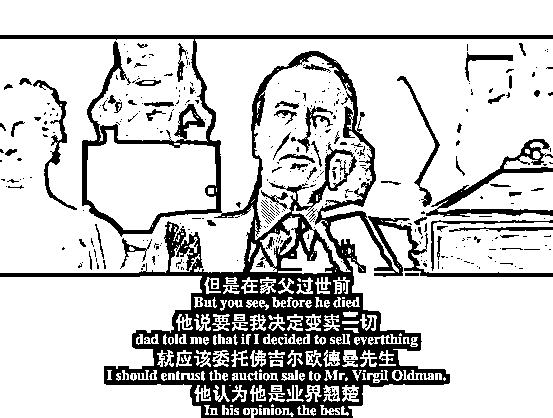 但是在家父过世前
But you see, before he died
他说要是我决定变卖一切
dad told me that if I decided to sell evertthing
就应该委托佛吉尔欧德曼先生
I should entrust the auction sale to Mr. Virgil Oldman.
他认为他是业界翘楚
In his opinion, the best.